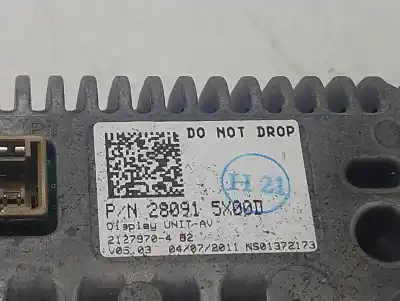 DO NOT DROP
11 21
P/N 28091 5X00D
Display UNIT-AV
2127970-4 B2
V05.03 04/07/2011 NS01372173